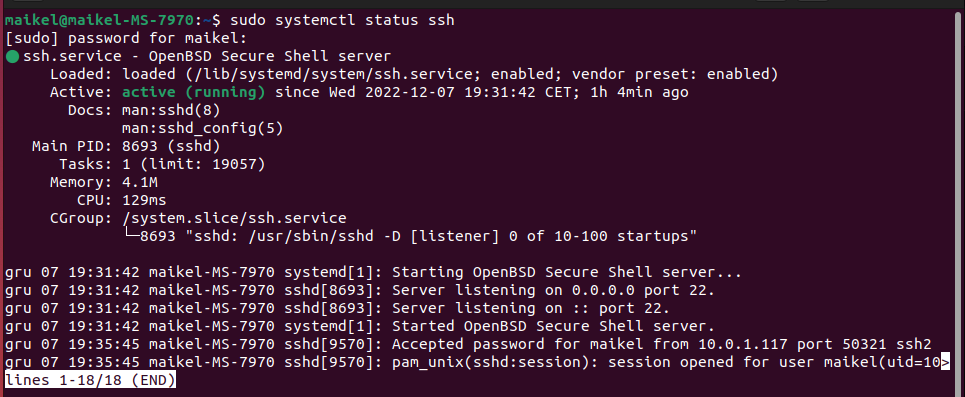 maikel@maikel-MS-7970:~$ sudo systemctl status ssh
[sudo] password for maikel:
● ssh.service - OpenBSD Secure Shell server
     Loaded: loaded (/lib/systemd/system/ssh.service; enabled; vendor preset: enabled)
     Active: active (running) since Wed 2022-12-07 19:31:42 CET; 1h 4min ago
       Docs: man:sshd(8)
             man:sshd_config(5)
   Main PID: 8693 (sshd)
      Tasks: 1 (limit: 19057)
     Memory: 4.1M
        CPU: 129ms
     CGroup: /system.slice/ssh.service
             └─8693 "sshd: /usr/sbin/sshd -D [listener] 0 of 10-100 startups"
gru 07 19:31:42 maikel-MS-7970 systemd[1]: Starting OpenBSD Secure Shell server...
gru 07 19:31:42 maikel-MS-7970 sshd[8693]: Server listening on 0.0.0.0 port 22.
gru 07 19:31:42 maikel-MS-7970 sshd[8693]: Server listening on :: port 22.
gru 07 19:31:42 maikel-MS-7970 systemd[1]: Started OpenBSD Secure Shell server.
gru 07 19:35:45 maikel-MS-7970 sshd[9570]: Accepted password for maikel from 10.0.1.117 port 50321 ssh2
gru 07 19:35:45 maikel-MS-7970 sshd[9570]: pam_unix(sshd:session): session opened for user maikel(uid=10>
lines 1-18/18 (END)